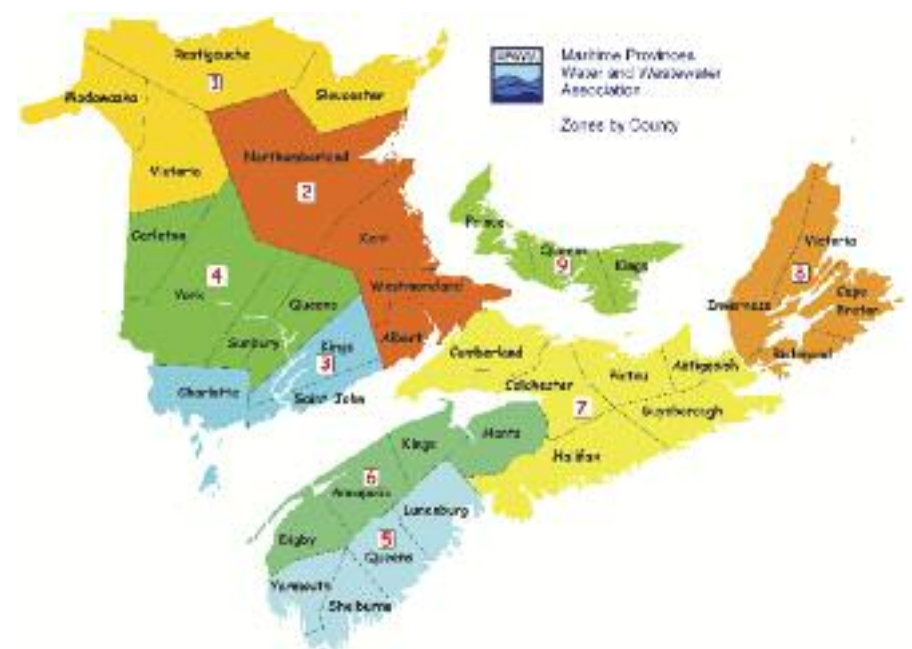 MPWWA
Maritime Provinces
Water and Wastewater
Association
Zones by County
Restigouche
1
Madawaska
Gloucester
Victoria
Northumberland
2
Kent
Carleton
4
York
Queens
Sunbury
Westmorland
Albert
Kings
3
Charlotte
Saint John
Prince
Queens
9
Kings
Victoria
8
Inverness
Cape
Breton
Richmond
Cumberland
Colchester
Pictou
Antigonish
7
Guysborough
Halifax
Kings
Hants
6
Annapolis
Digby
Lunenburg
5
Queens
Yarmouth
Shelburne